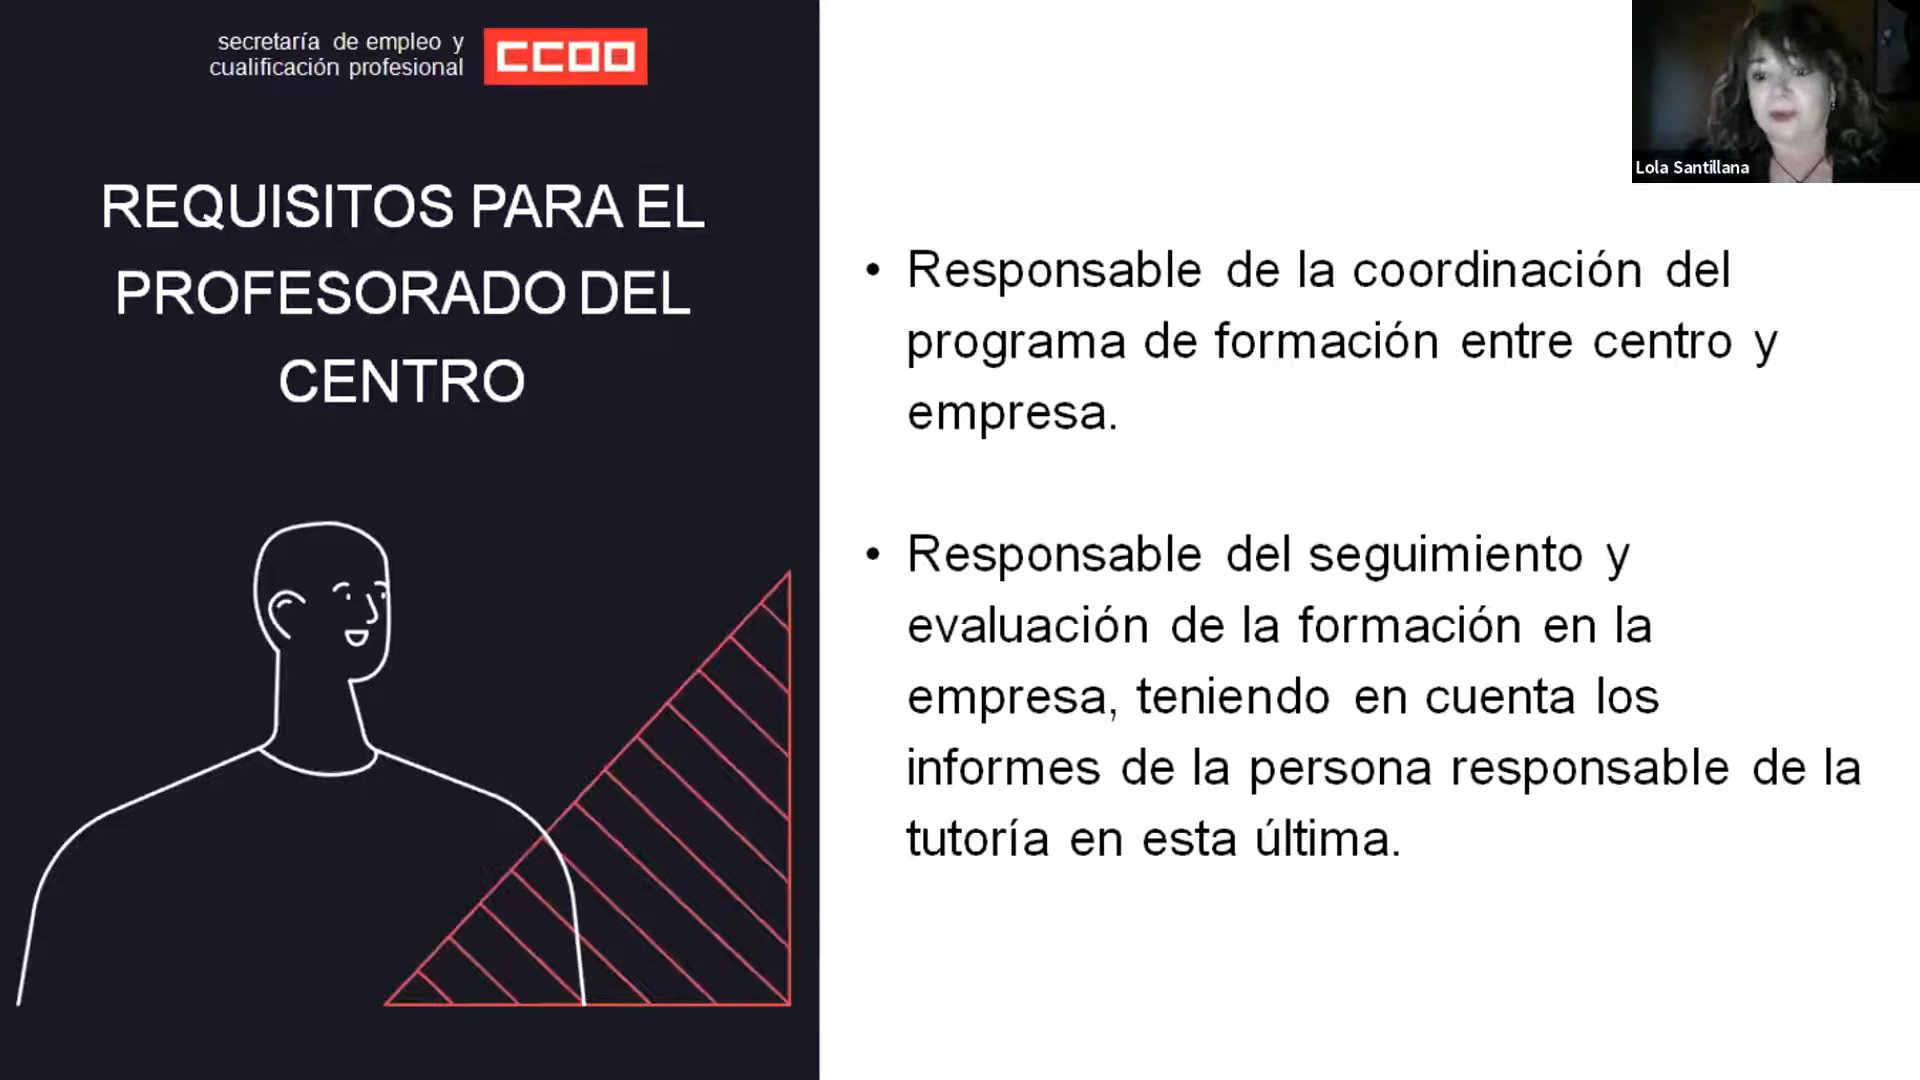 secretaría de empleo y
cualificación profesional
CCOO
REQUISITOS PARA EL
PROFESORADO DEL
CENTRO
Lola Santillana
• Responsable de la coordinación del
programa de formación entre centro y
empresa.
• Responsable del seguimiento y
evaluación de la formación en la
empresa, teniendo en cuenta los
informes de la persona responsable de la
tutoría en esta última.